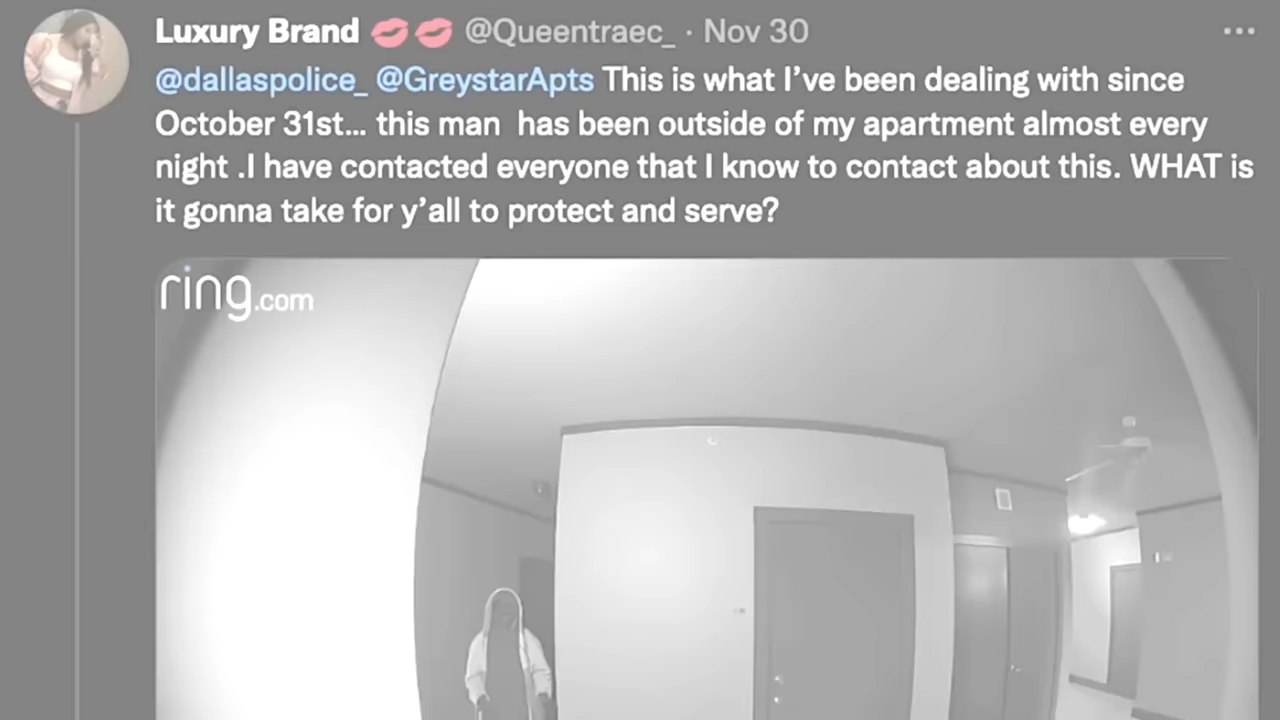 Luxury Brand 💋💋 @Queentraec_ · Nov 30
@dallaspolice_ @GreystarApts This is what I’ve been dealing with since
October 31st... this man  has been outside of my apartment almost every
night .I have contacted everyone that I know to contact about this. WHAT is
it gonna take for y’all to protect and serve?
ring.com